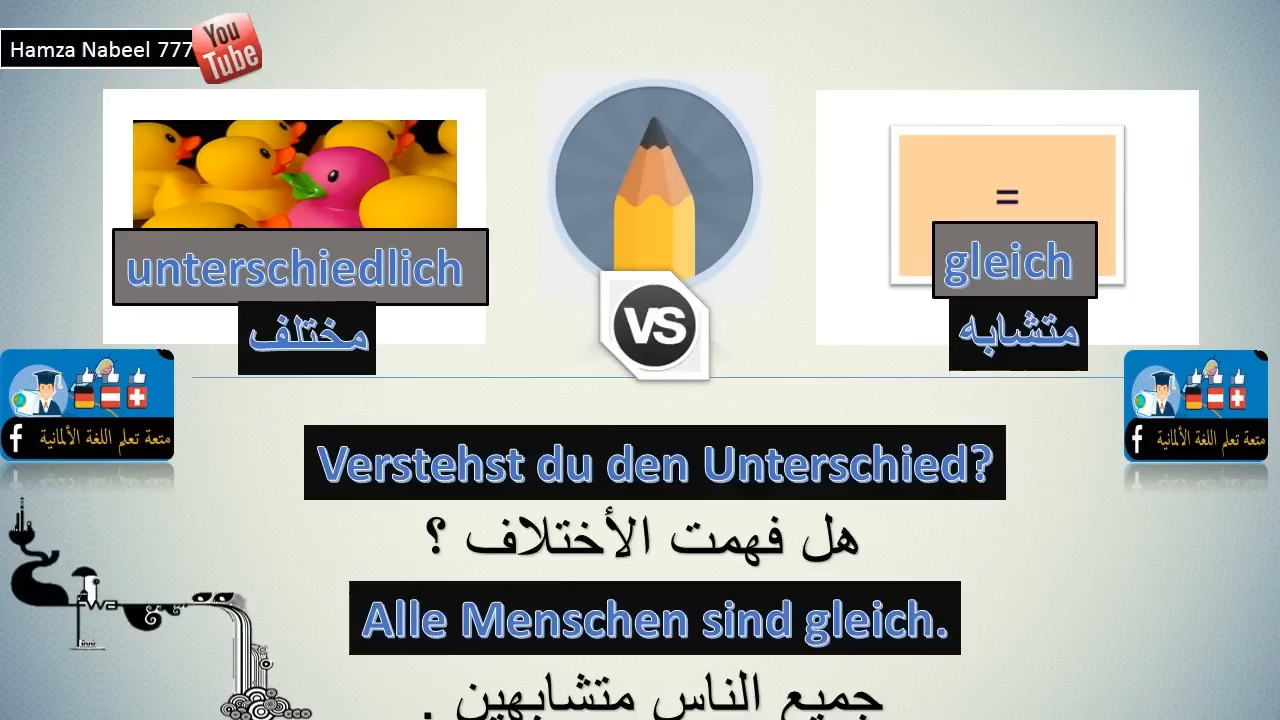 Hamza Nabeel 777
You
Tube
unterschiedlich
مختلف
VS
=
gleich
متشابه
f متعة تعلم اللغة الألمانية
f متعة تعلم اللغة الألمانية
Verstehst du den Unterschied?
هل فهمت الأختلاف ؟
Alle Menschen sind gleich.
جميع الناس متشابهين .